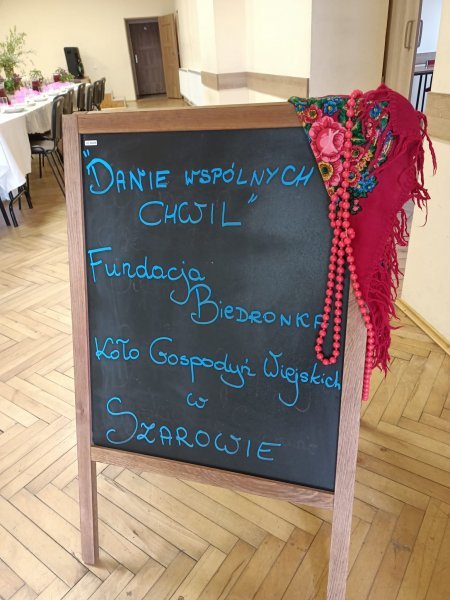 "DANIE WSPÓLNYCH
CHWIL"
Fundacja
BIEDRONKA
Koło Gospodyń Wiejskich
w
SZAROWIE